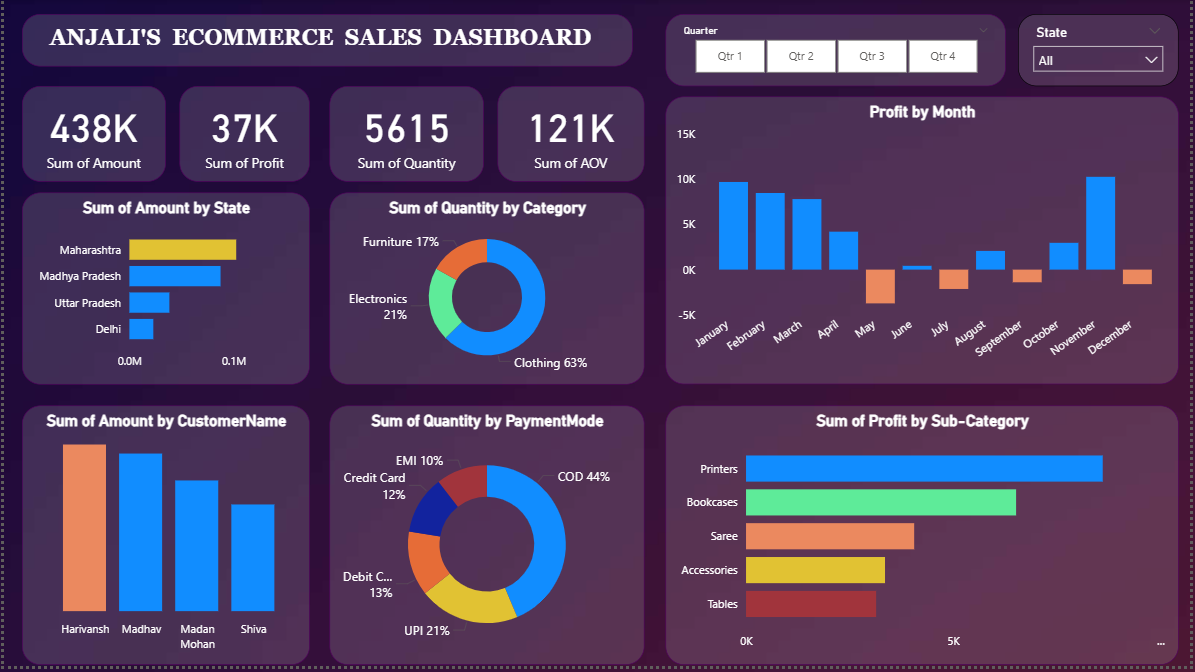 ANJALI'S ECOMMERCE SALES DASHBOARD
Quarter
Qtr 1
Qtr 2
Qtr 3
Qtr 4
State
All
438K
Sum of Amount
37K
Sum of Profit
5615
Sum of Quantity
121K
Sum of AOV
Profit by Month
15K
10K
5K
0K
-5K
January
February
March
April
May
June
July
August
September
October
November
December
Sum of Amount by State
Maharashtra
Madhya Pradesh
Uttar Pradesh
Delhi
0.0M
0.1M
Sum of Quantity by Category
Furniture 17%
Electronics
21%
Clothing 63%
Sum of Amount by CustomerName
Harivansh
Madhav
Madan
Mohan
Shiva
Sum of Quantity by PaymentMode
EMI 10%
Credit Card
12%
COD 44%
Debit C...
13%
UPI 21%
Sum of Profit by Sub-Category
Printers
Bookcases
Saree
Accessories
Tables
0K
5K
...